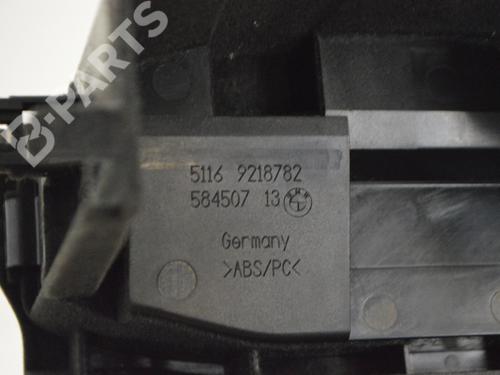 B-PARTS
5116 9218782
584507 13
Germany
>ABS/PC<